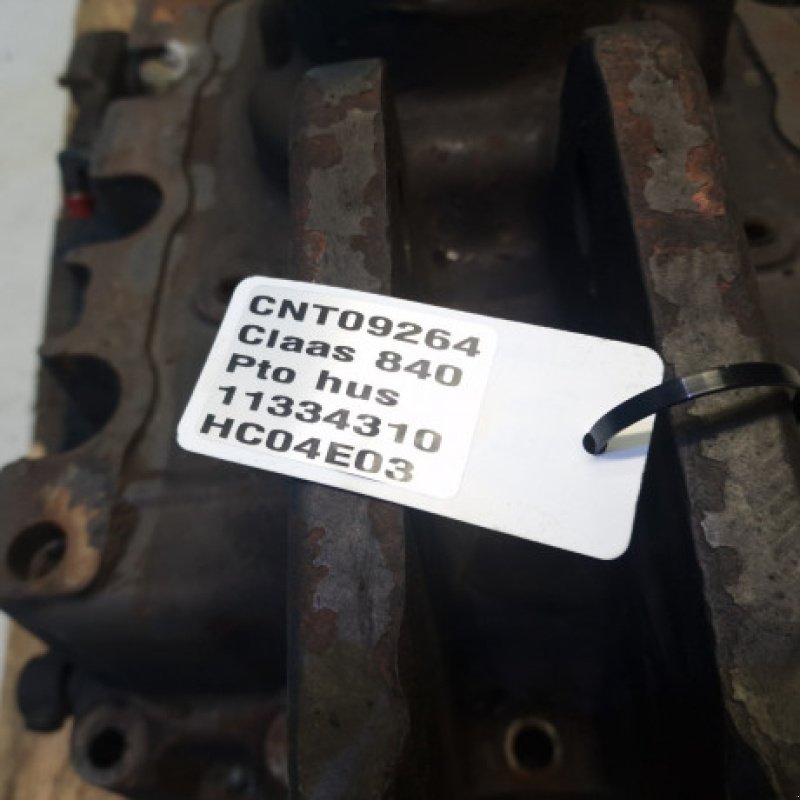 CNT09264
Claas 840
Pto hus
11334310
HC04E03